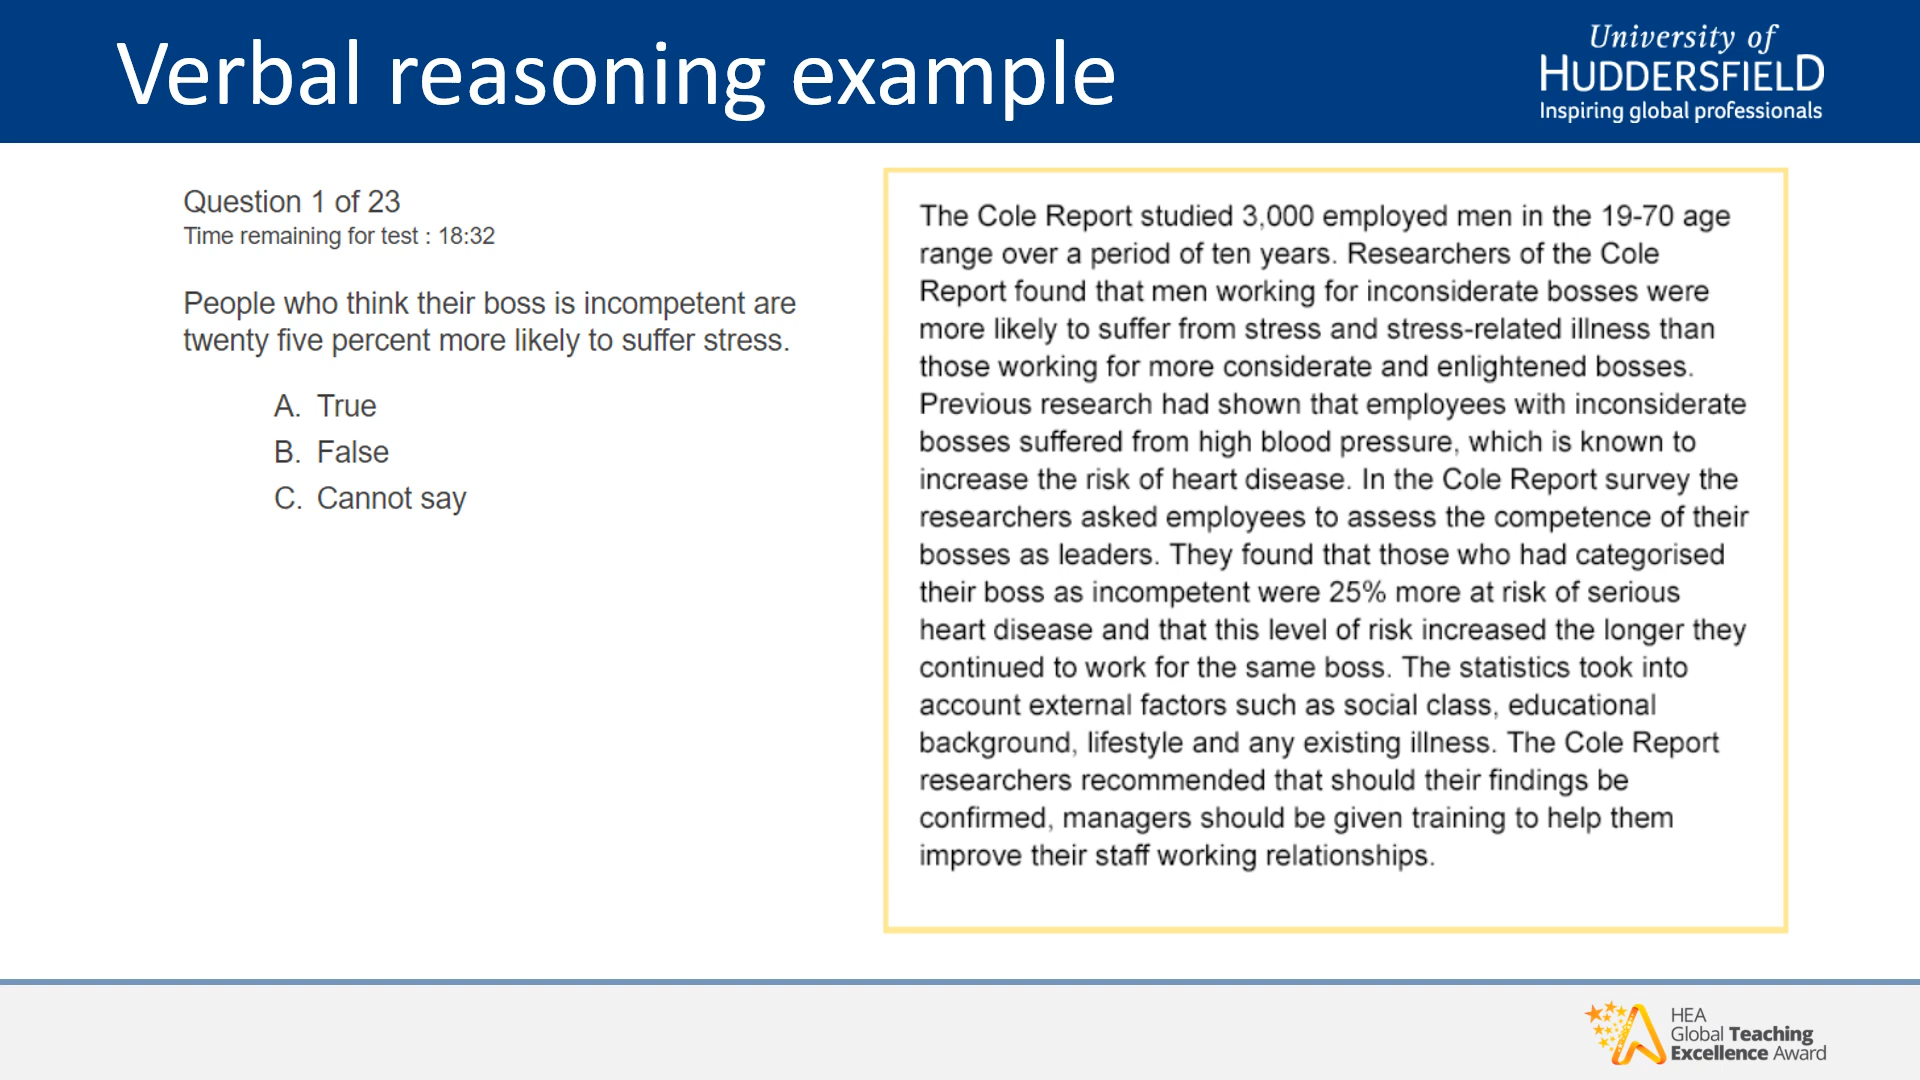 Verbal reasoning example
University of
HUDDERSFIELD
Inspiring global professionals
Question 1 of 23
Time remaining for test : 18:32
People who think their boss is incompetent are
twenty five percent more likely to suffer stress.
A. True
B. False
C. Cannot say
The Cole Report studied 3,000 employed men in the 19-70 age
range over a period of ten years. Researchers of the Cole
Report found that men working for inconsiderate bosses were
more likely to suffer from stress and stress-related illness than
those working for more considerate and enlightened bosses.
Previous research had shown that employees with inconsiderate
bosses suffered from high blood pressure, which is known to
increase the risk of heart disease. In the Cole Report survey the
researchers asked employees to assess the competence of their
bosses as leaders. They found that those who had categorised
their boss as incompetent were 25% more at risk of serious
heart disease and that this level of risk increased the longer they
continued to work for the same boss. The statistics took into
account external factors such as social class, educational
background, lifestyle and any existing illness. The Cole Report
researchers recommended that should their findings be
confirmed, managers should be given training to help them
improve their staff working relationships.
HEA
Global Teaching
Excellence Award